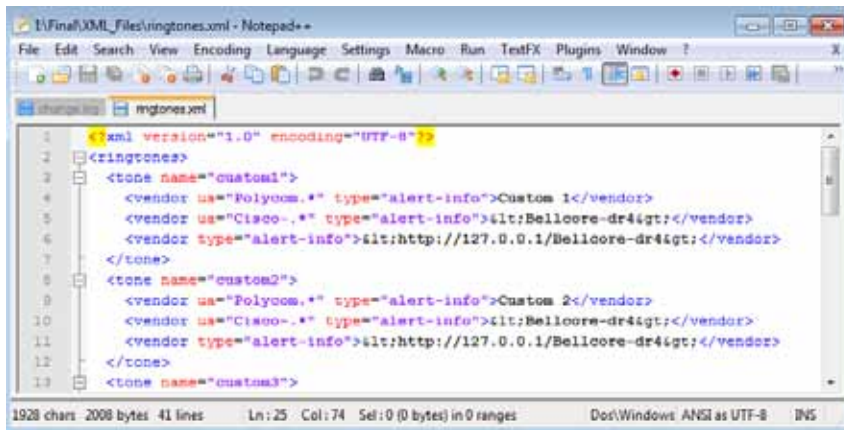 E:\Final\XML_Files\ringtones.xml - Notepad++
File Edit Search View Encoding Language Settings Macro Run TextFX Plugins Window ? X
change.log ringtones.xml
1 <?xml version="1.0" encoding="UTF-8"?>
2 <ringtones>
3 <tone name="custom1">
4 <vendor ua="Polycom.*" type="alert-info">Custom 1</vendor>
5 <vendor ua="Cisco-.*" type="alert-info">&lt;Bellcore-dr4&gt;</vendor>
6 <vendor type="alert-info">&lt;http://127.0.0.1/Bellcore-dr4&gt;</vendor>
7 </tone>
8 <tone name="custom2">
9 <vendor ua="Polycom.*" type="alert-info">Custom 2</vendor>
10 <vendor ua="Cisco-.*" type="alert-info">&lt;Bellcore-dr4&gt;</vendor>
11 <vendor type="alert-info">&lt;http://127.0.0.1/Bellcore-dr4&gt;</vendor>
12 </tone>
13 <tone name="custom3">
1928 chars 2008 bytes 41 lines Ln : 25 Col : 74 Sel : 0 (0 bytes) in 0 ranges Dos\Windows ANSI as UTF-8 INS